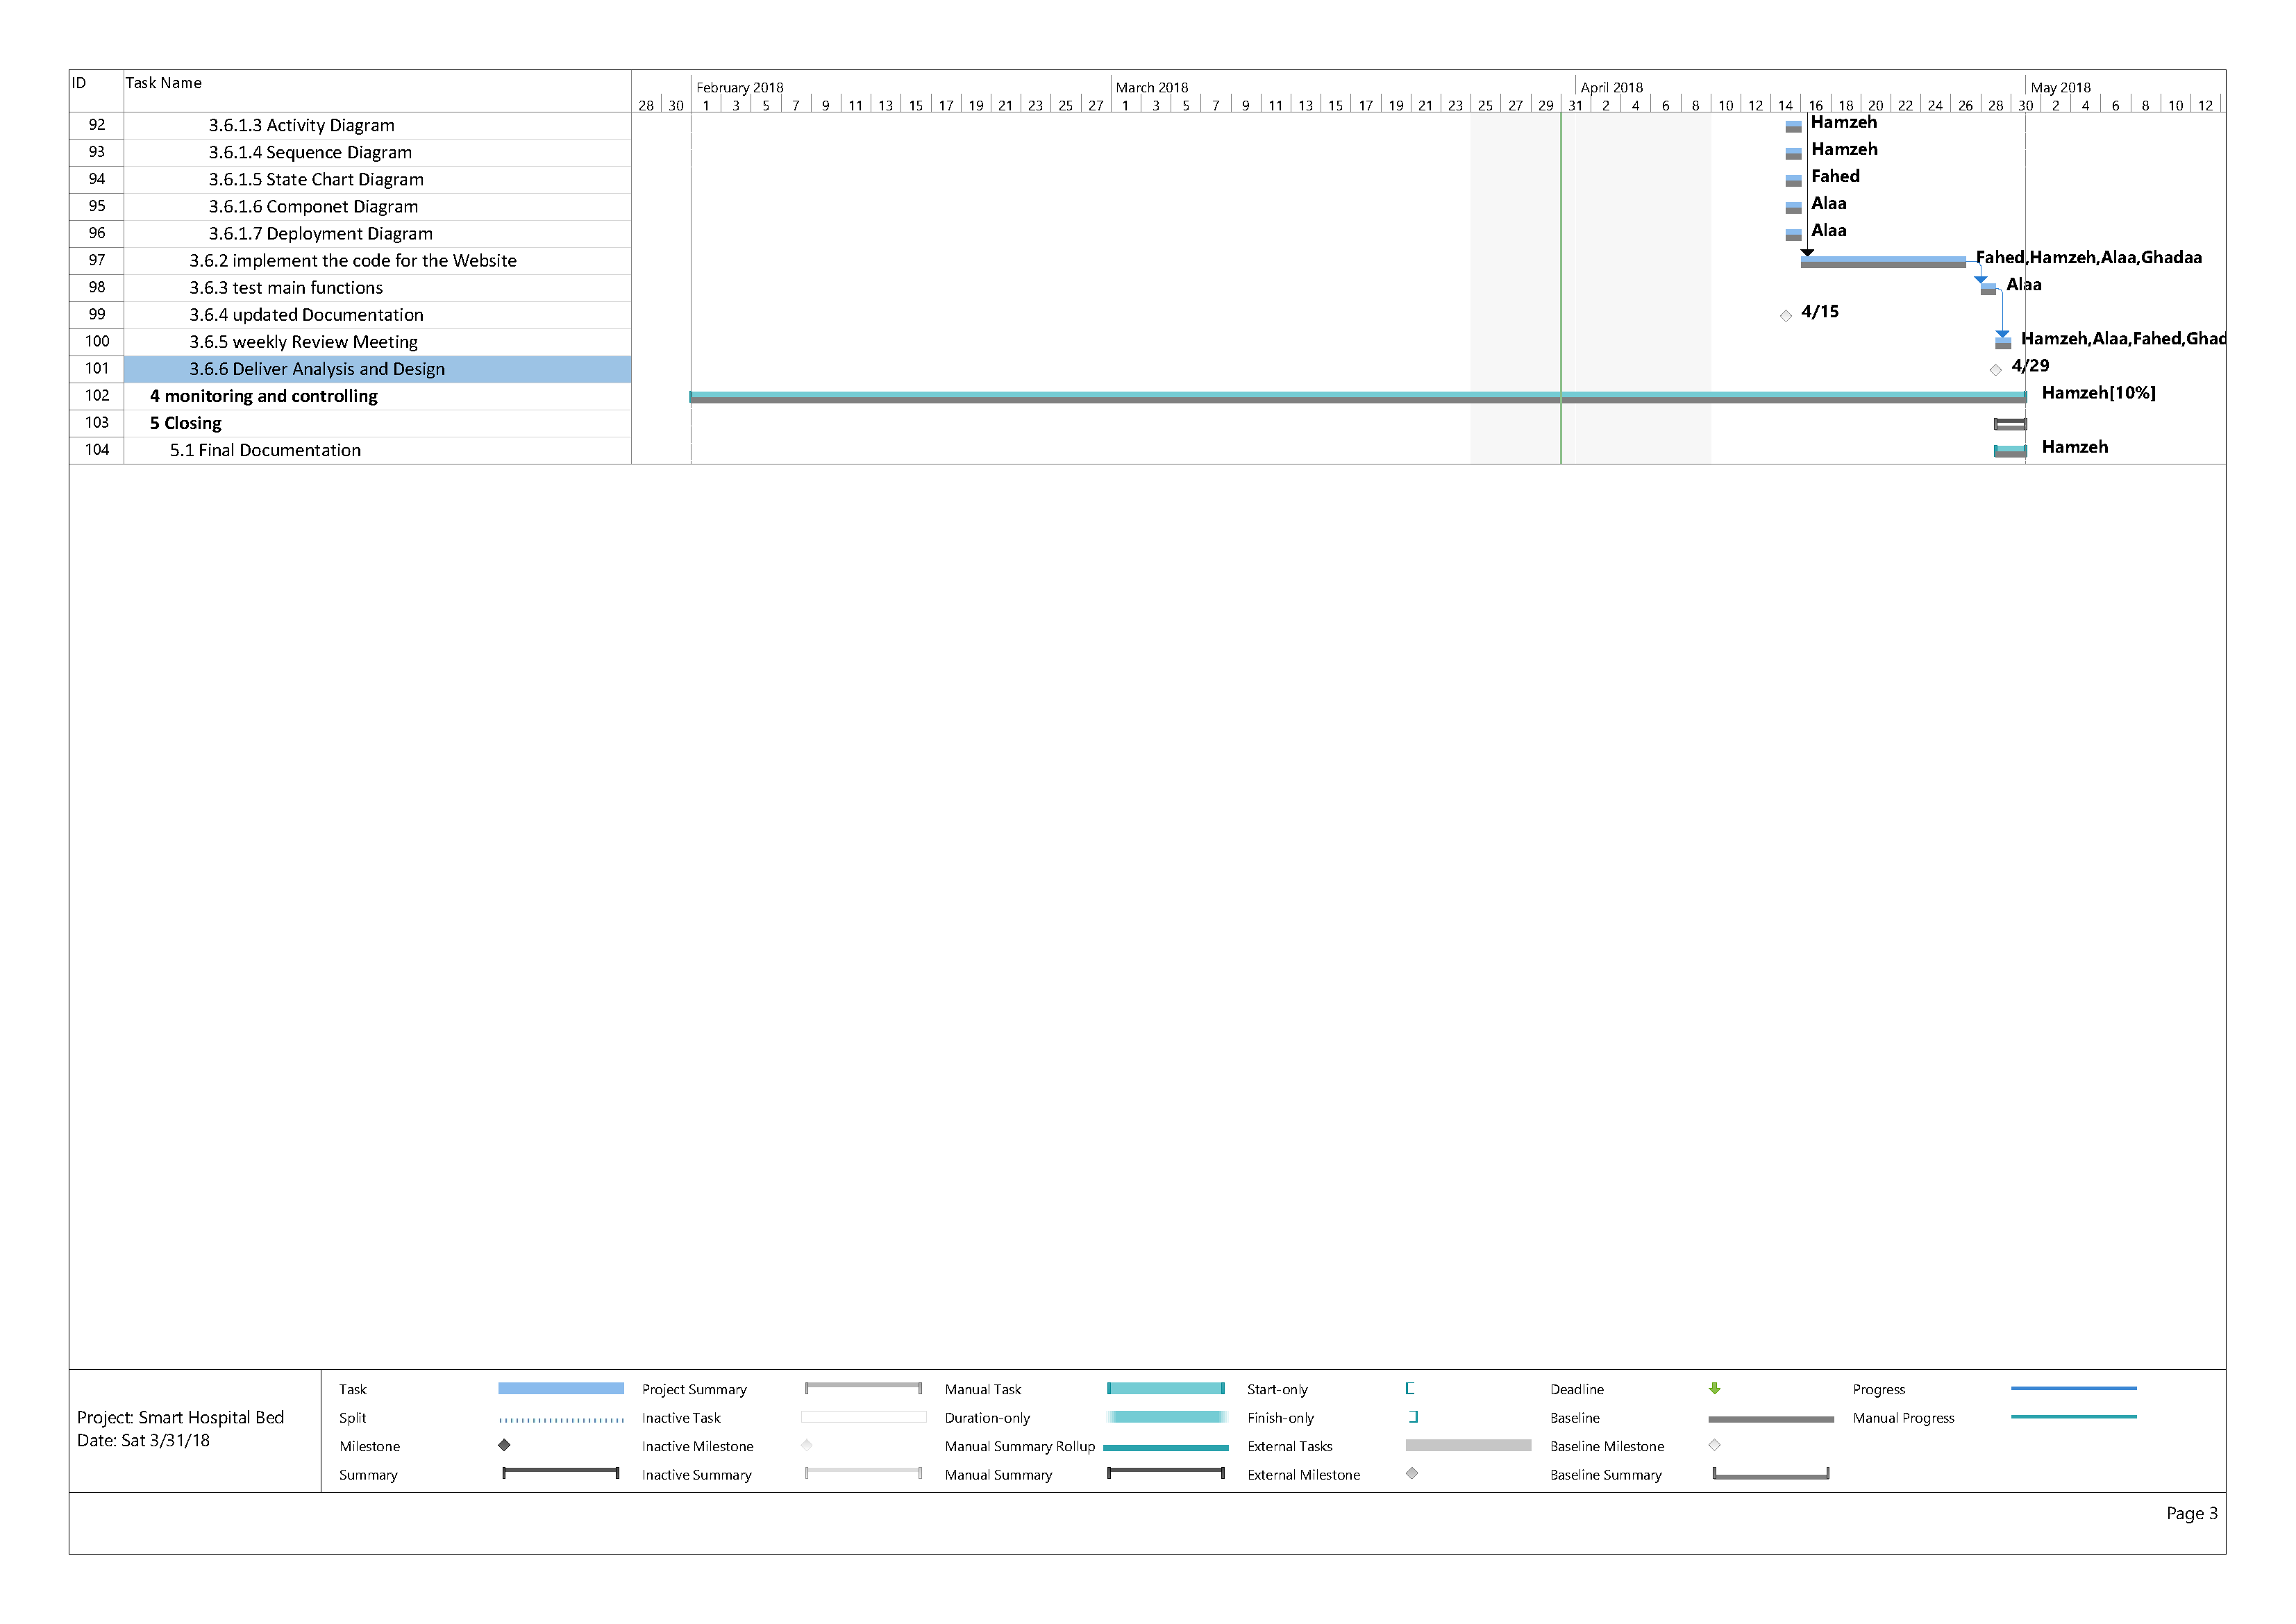 ID Task Name
February 2018 March 2018 April 2018 May 2018
28 30 1 3 5 7 9 11 13 15 17 19 21 23 25 27 1 3 5 7 9 11 13 15 17 19 21 23 25 27 29 31 2 4 6 8 10 12 14 16 18 20 22 24 26 28 30 2 4 6 8 10 12
92 3.6.1.3 Activity Diagram Hamzeh
93 3.6.1.4 Sequence Diagram Hamzeh
94 3.6.1.5 State Chart Diagram Fahed
95 3.6.1.6 Componet Diagram Alaa
96 3.6.1.7 Deployment Diagram Alaa
97 3.6.2 implement the code for the Website Fahed,Hamzeh,Alaa,Ghadaa
98 3.6.3 test main functions Alaa
99 3.6.4 updated Documentation 4/15
100 3.6.5 weekly Review Meeting Hamzeh,Alaa,Fahed,Ghad
101 3.6.6 Deliver Analysis and Design 4/29
102 4 monitoring and controlling Hamzeh[10%]
103 5 Closing
104 5.1 Final Documentation Hamzeh
Project: Smart Hospital Bed
Date: Sat 3/31/18
Task Project Summary Manual Task Start-only Deadline Progress
Split Inactive Task Duration-only Finish-only Baseline Manual Progress
Milestone Inactive Milestone Manual Summary Rollup External Tasks Baseline Milestone
Summary Inactive Summary Manual Summary External Milestone Baseline Summary
Page 3